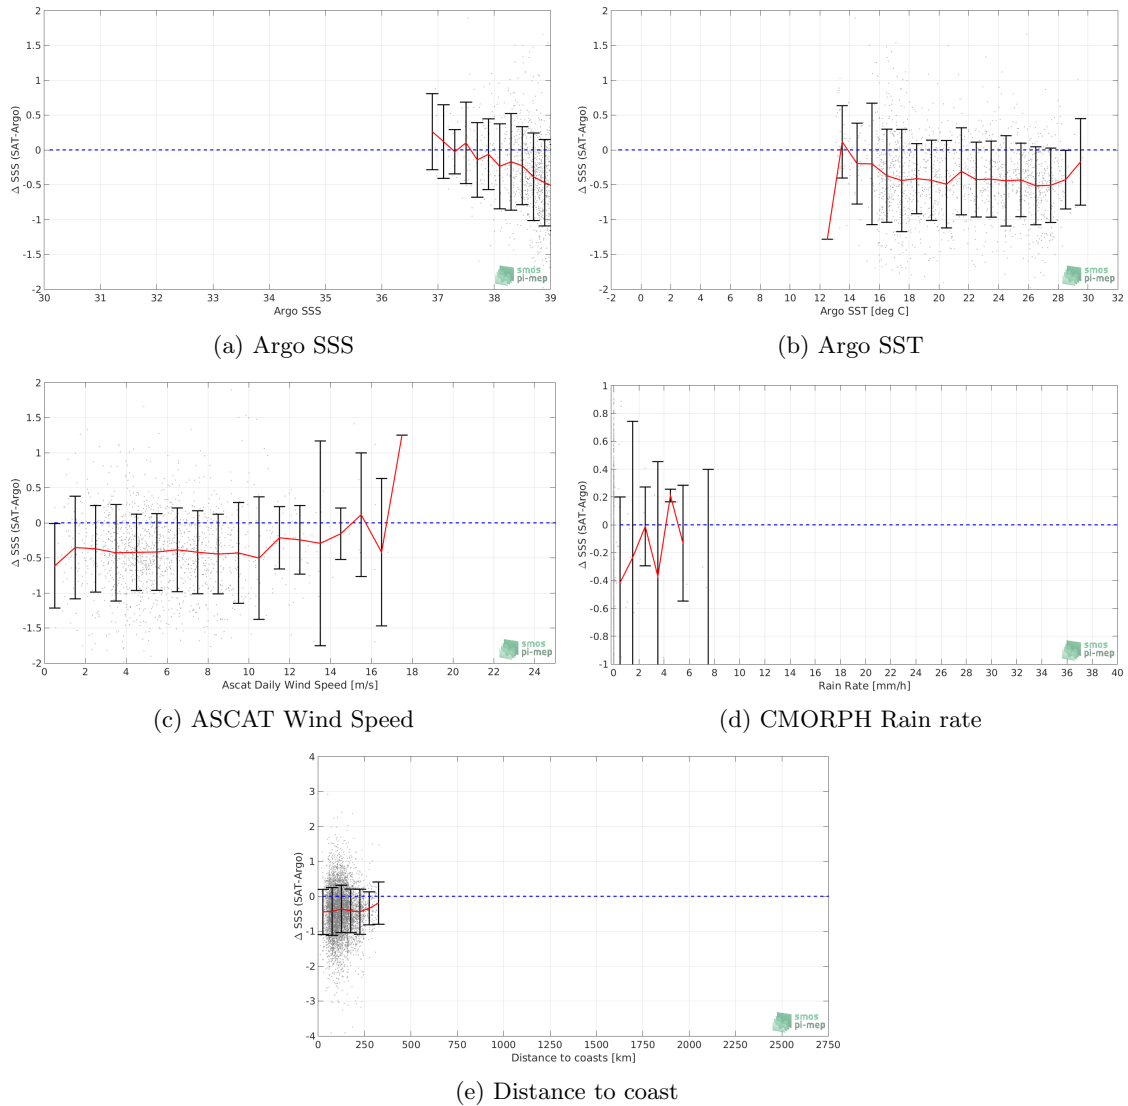 2
1.5
1
0.5
0
-0.5
-1
-1.5
-2
Δ SSS (SAT-Argo)
smos
pi-mep
30 31 32 33 34 35 36 37 38 39
Argo SSS
(a) Argo SSS
2
1.5
1
0.5
0
-0.5
-1
-1.5
-2
Δ SSS (SAT-Argo)
smos
pi-mep
-2 0 2 4 6 8 10 12 14 16 18 20 22 24 26 28 30 32
Argo SST [deg C]
(b) Argo SST
2
1.5
1
0.5
0
-0.5
-1
-1.5
-2
Δ SSS (SAT-Argo)
smos
pi-mep
0 2 4 6 8 10 12 14 16 18 20 22 24
Ascat Daily Wind Speed [m/s]
(c) ASCAT Wind Speed
1
0.8
0.6
0.4
0.2
0
-0.2
-0.4
-0.6
-0.8
-1
Δ SSS (SAT-Argo)
smos
pi-mep
0 2 4 6 8 10 12 14 16 18 20 22 24 26 28 30 32 34 36 38 40
Rain Rate [mm/h]
(d) CMORPH Rain rate
4
3
2
1
0
-1
-2
-3
-4
Δ SSS (SAT-Argo)
smos
pi-mep
0 250 500 750 1000 1250 1500 1750 2000 2250 2500 2750
Distance to coasts [km]
(e) Distance to coast